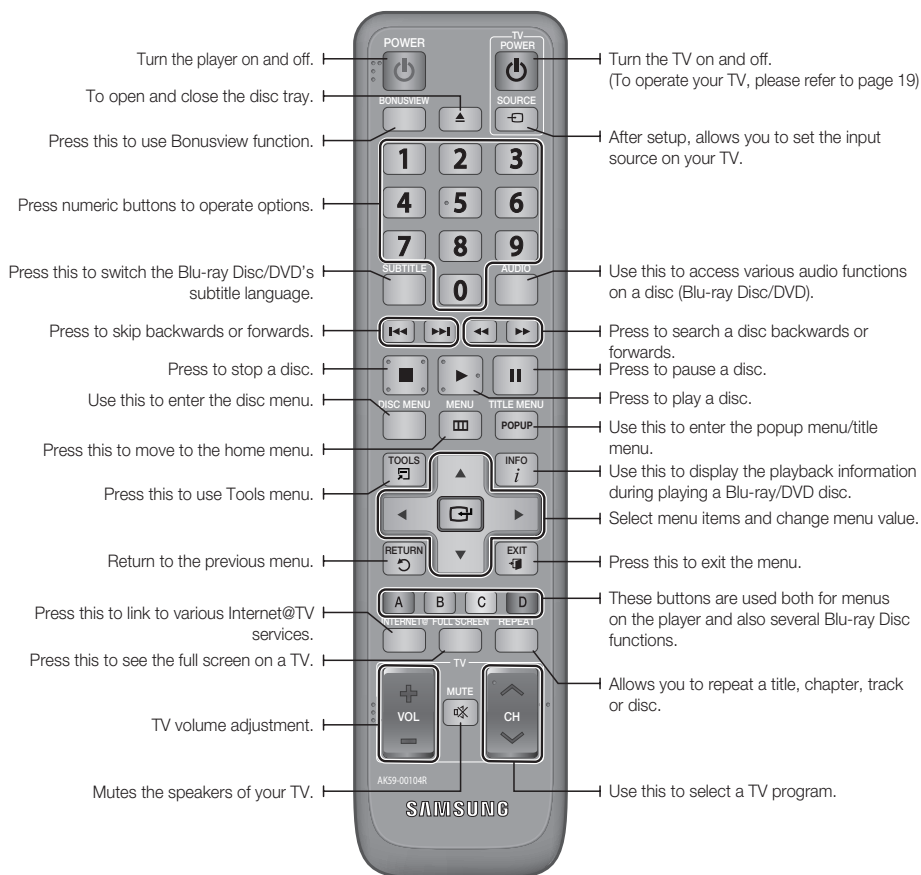 POWER
TV
POWER
Turn the player on and off.
Turn the TV on and off.
(To operate your TV, please refer to page 19)
To open and close the disc tray.
BONUSVIEW
SOURCE
Press this to use Bonusview function.
After setup, allows you to set the input
source on your TV.
1 2 3
Press numeric buttons to operate options.
4 5 6
7 8 9
Press this to switch the Blu-ray Disc/DVD's
subtitle language.
SUBTITLE
0
AUDIO
Use this to access various audio functions
on a disc (Blu-ray Disc/DVD).
Press to skip backwards or forwards.
Press to search a disc backwards or
forwards.
Press to stop a disc.
Press to pause a disc.
Press to play a disc.
Use this to enter the disc menu.
DISC MENU
MENU
TITLE MENU
POPUP
Use this to enter the popup menu/title
menu.
Press this to move to the home menu.
TOOLS
INFO
i
Use this to display the playback information
during playing a Blu-ray/DVD disc.
Press this to use Tools menu.
Select menu items and change menu value.
Return to the previous menu.
RETURN
EXIT
Press this to exit the menu.
A B C D
These buttons are used both for menus
on the player and also several Blu-ray Disc
functions.
Press this to link to various Internet@TV
services.
INTERNET@
FULL SCREEN
REPEAT
Press this to see the full screen on a TV.
Allows you to repeat a title, chapter, track
or disc.
TV
MUTE
TV volume adjustment.
VOL
CH
Mutes the speakers of your TV.
Use this to select a TV program.
AK59-00104R
SAMSUNG